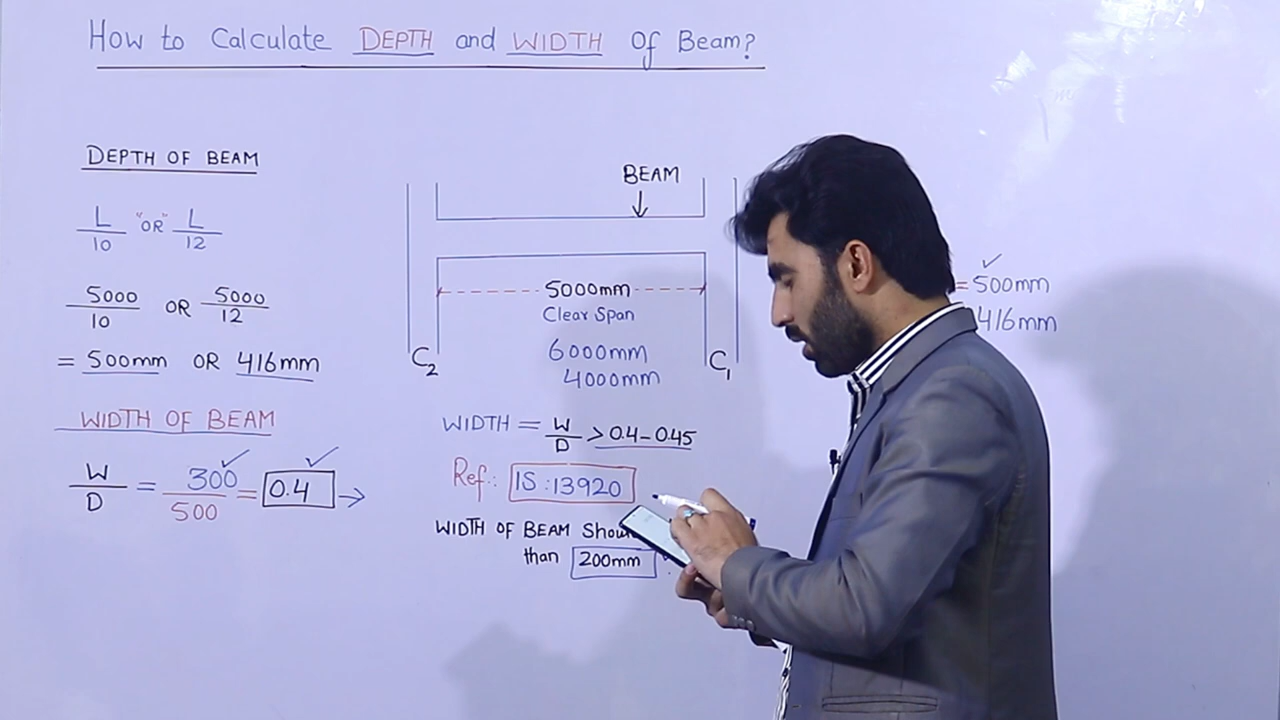 How to Calculate DEPTH and WIDTH Of Beam?
DEPTH OF BEAM
L/10 "OR" L/12
5000/10 OR 5000/12
= 500mm OR 416mm
WIDTH OF BEAM
W/D = 300/500 = 0.4 →
BEAM
5000mm
Clear Span
6000mm
4000mm
C2
C1
WIDTH = W/D > 0.4-0.45
Ref.: IS:13920
WIDTH OF BEAM
than 200mm
= 500mm
416mm